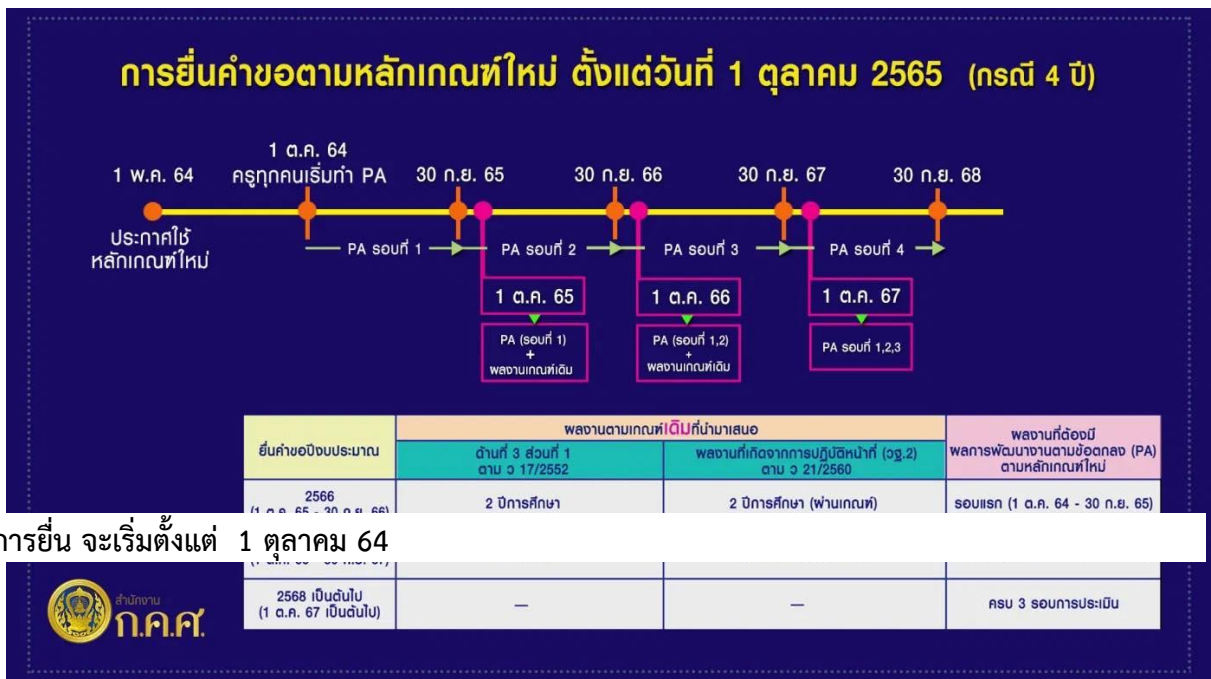 การยื่นคำขอตามหลักเกณฑ์ใหม่ ตั้งแต่วันที่ 1 ตุลาคม 2565 (กรณี 4 ปี)
1 พ.ค. 64
1 ต.ค. 64
ครูทุกคนเริ่มทำ PA
30 ก.ย. 65
30 ก.ย. 66
30 ก.ย. 67
30 ก.ย. 68
ประกาศใช้
หลักเกณฑ์ใหม่
PA รอบที่ 1
PA รอบที่ 2
PA รอบที่ 3
PA รอบที่ 4
1 ต.ค. 65
1 ต.ค. 66
1 ต.ค. 67
PA (รอบที่ 1)
+
ผลงานเกณฑ์เดิม
PA (รอบที่ 1,2)
+
ผลงานเกณฑ์เดิม
PA รอบที่ 1,2,3
ยื่นคำขอปีงบประมาณ
ผลงานตามเกณฑ์เดิมที่นำมาเสนอ
ด้านที่ 3 ส่วนที่ 1
ตาม ว 17/2552
ผลงานที่เกิดจากการปฏิบัติหน้าที่ (วฐ.2)
ตาม ว 21/2560
ผลงานที่ต้องมี
ผลการพัฒนางานตามข้อตกลง (PA)
ตามหลักเกณฑ์ใหม่
2566
(1 ต.ค. 65 - 30 ก.ย. 66)
2 ปีการศึกษา
2 ปีการศึกษา (ผ่านเกณฑ์)
รอบแรก (1 ต.ค. 64 - 30 ก.ย. 65)
การยื่น จะเริ่มตั้งแต่ 1 ตุลาคม 64
2568 เป็นต้นไป
(1 ต.ค. 67 เป็นต้นไป)
—
—
ครบ 3 รอบการประเมิน
สำนักงาน
ก.ค.ศ.